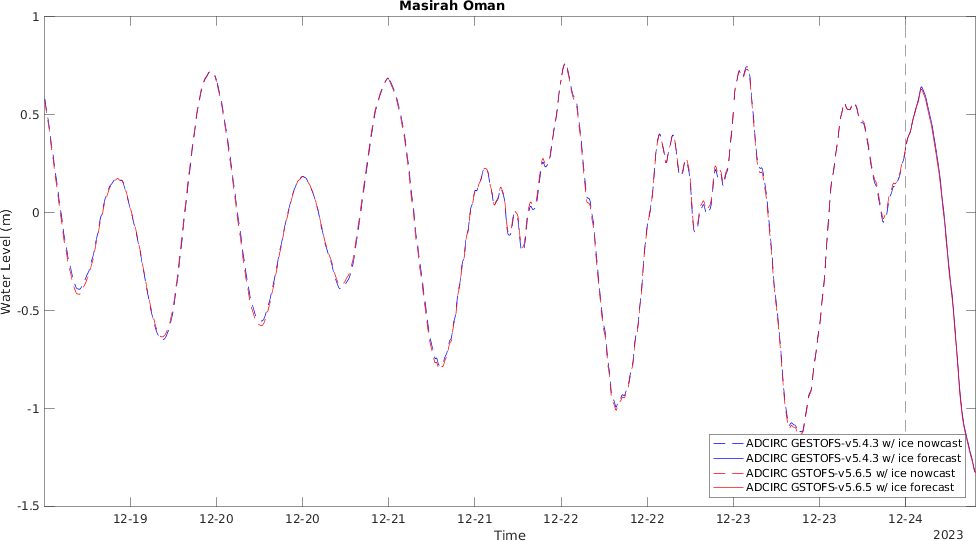 Masirah Oman
1
0.5
0
-0.5
-1
-1.5
Water Level (m)
12-19
12-20
12-20
12-21
12-21
12-22
12-22
12-23
12-23
12-24
Time
2023
ADCIRC GESTOFS-v5.4.3 w/ ice nowcast
ADCIRC GESTOFS-v5.4.3 w/ ice forecast
ADCIRC GSTOFS-v5.6.5 w/ ice nowcast
ADCIRC GSTOFS-v5.6.5 w/ ice forecast